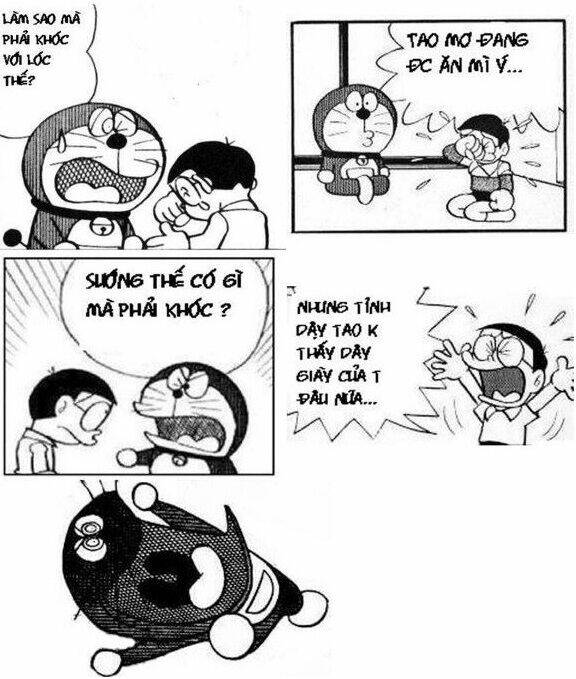 LÀM SAO MÀ
PHẢI KHÓC
VỚI LỐC
THẾ?
TAO MƠ ĐANG
ĐC ĂN MÌ Ý...
SƯỚNG THẾ CÓ GÌ
MÀ PHẢI KHÓC ?
NHƯNG TỈNH
DẬY TAO K
THẤY DÂY
GIÀY CỦA T
ĐÂU NỮA...